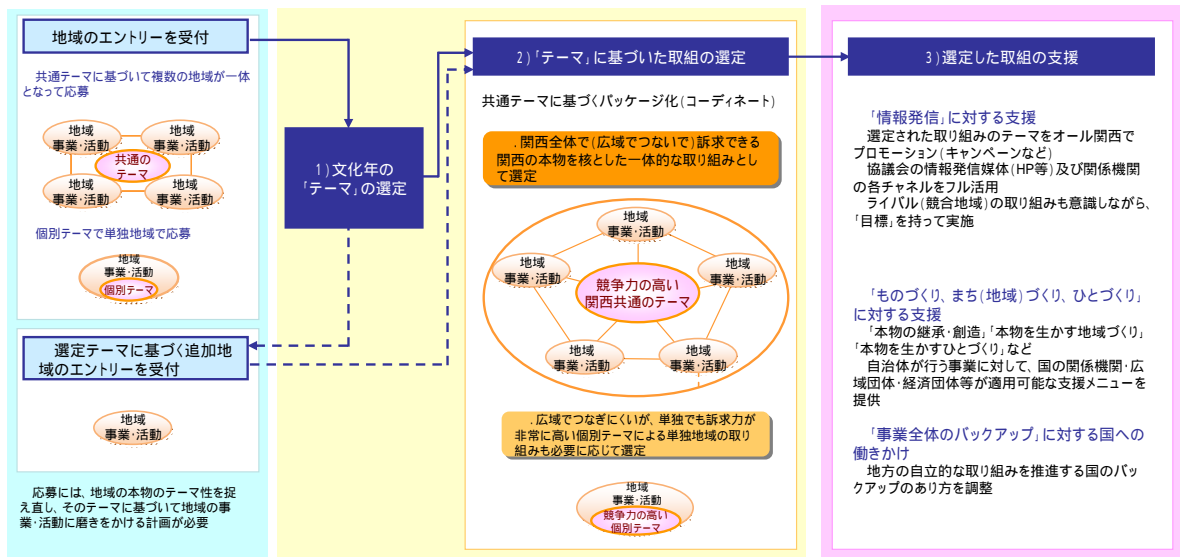 地域のエントリーを受付
共通テーマに基づいて複数の地域が一体
となって応募
地域
事業・活動
地域
事業・活動
共通の
テーマ
地域
事業・活動
地域
事業・活動
個別テーマで単独地域で応募
地域
事業・活動
個別テーマ
選定テーマに基づく追加地
域のエントリーを受付
地域
事業・活動
応募には、地域の本物のテーマ性を捉
え直し、そのテーマに基づいて地域の事
業・活動に磨きをかける計画が必要
1)文化年の
「テーマ」の選定
2)「テーマ」に基づいた取組の選定
共通テーマに基づくパッケージ化(コーディネート)
.関西全体で(広域でつないで)訴求できる
関西の本物を核とした一体的な取り組みとし
て選定
地域
事業・活動
地域
事業・活動
地域
事業・活動
競争力の高い
関西共通のテーマ
地域
事業・活動
地域
事業・活動
.広域でつなぎにくいが、単独でも訴求力が
非常に高い個別テーマによる単独地域の取り
組みも必要に応じて選定
地域
事業・活動
競争力の高い
個別テーマ
3)選定した取組の支援
「情報発信」に対する支援
選定された取り組みのテーマをオール関西で
プロモーション(キャンペーンなど)
協議会の情報発信媒体(HP等)及び関係機関
の各チャネルをフル活用
ライバル(競合地域)の取り組みも意識しながら、
「目標」を持って実施
「ものづくり、まち(地域)づくり、ひとづくり」
に対する支援
「本物の継承・創造」「本物を生かす地域づくり」
「本物を生かすひとづくり」など
自治体が行う事業に対して、国の関係機関・広
域団体・経済団体等が適用可能な支援メニューを
提供
「事業全体のバックアップ」に対する国への
働きかけ
地方の自立的な取り組みを推進する国のバッ
クアップのあり方を調整